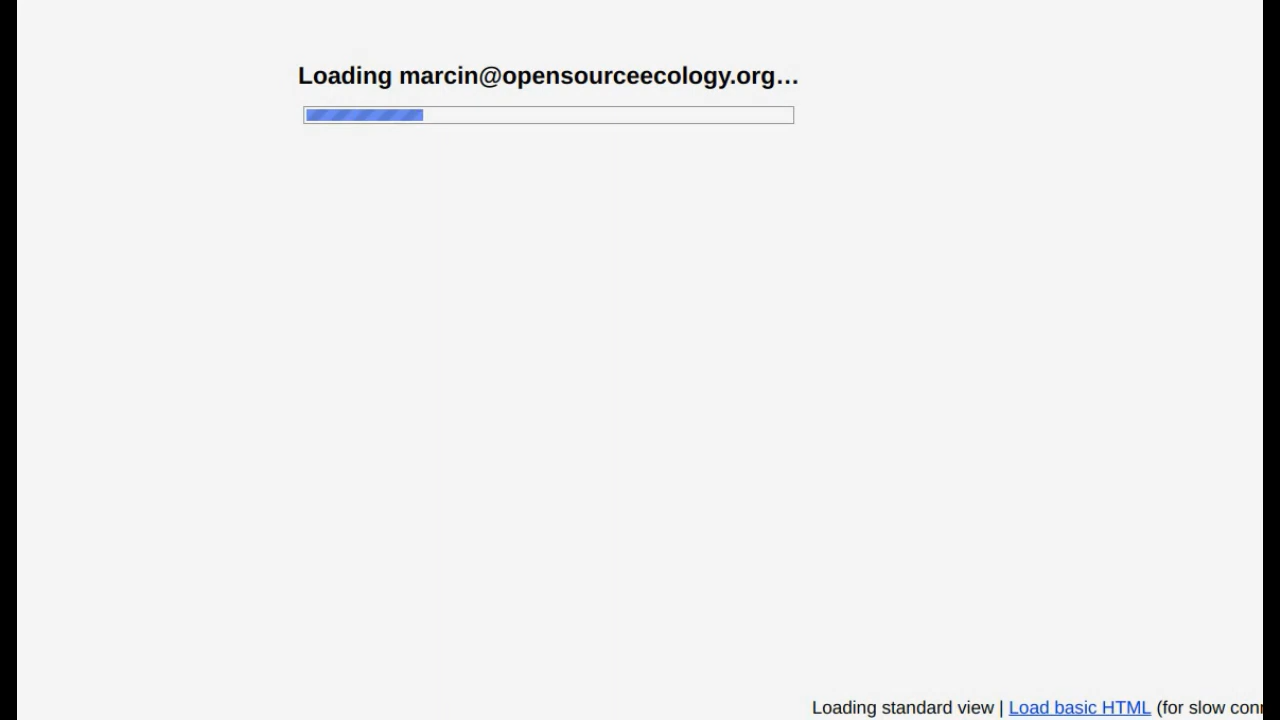 Loading marcin@opensourceecology.org…
Loading standard view | Load basic HTML (for slow